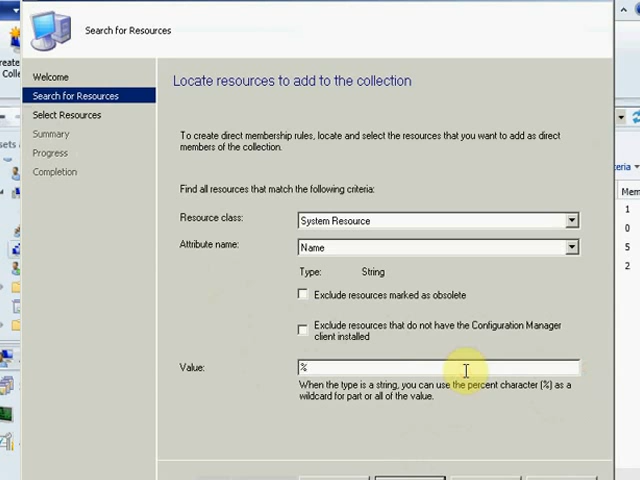 Search for Resources
Welcome
Search for Resources
Select Resources
Summary
Progress
Completion
Locate resources to add to the collection
To create direct membership rules, locate and select the resources that you want to add as direct
members of the collection.
Find all resources that match the following criteria:
Resource class:
System Resource
Attribute name:
Name
Type: String
Exclude resources marked as obsolete
Exclude resources that do not have the Configuration Manager
client installed
Value:
%
When the type is a string, you can use the percent character (%) as a
wildcard for part or all of the value.
1
0
5
2